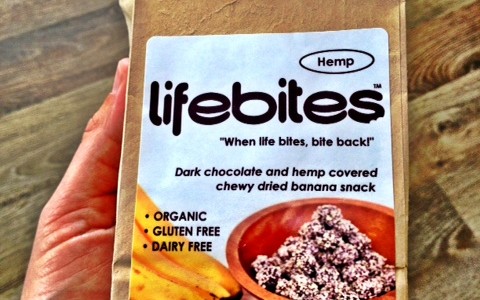 Hemp
lifebites™
"When life bites, bite back!"
Dark chocolate and hemp covered
chewy dried banana snack
• ORGANIC
• GLUTEN FREE
• DAIRY FREE